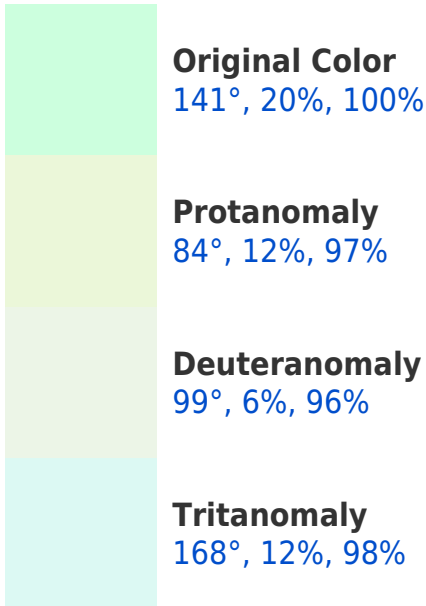 Original Color
141°, 20%, 100%
Protanomaly
84°, 12%, 97%
Deuteranomaly
99°, 6%, 96%
Tritanomaly
168°, 12%, 98%